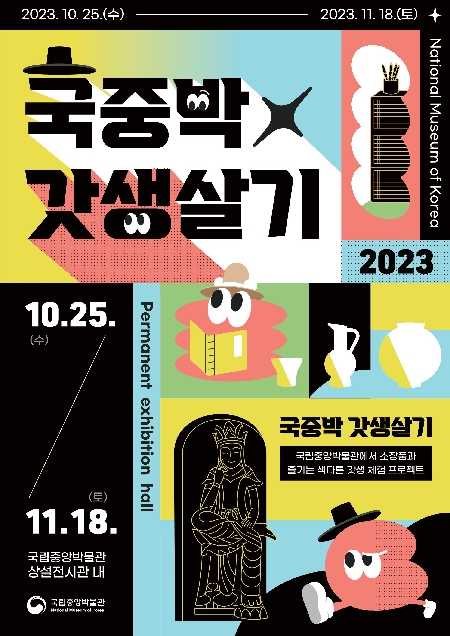 2023. 10. 25.(수)
2023. 11. 18.(토)
National Museum of Korea
국중박
갓생살기
2023
10.25.
(수)
Permanent exhibition hall
(토)
11.18.
국립중앙박물관
상설전시관 내
국립중앙박물관
National Museum of Korea
국중박 갓생살기
국립중앙박물관에서 소장품과
즐기는 색다른 갓생 체험 프로젝트